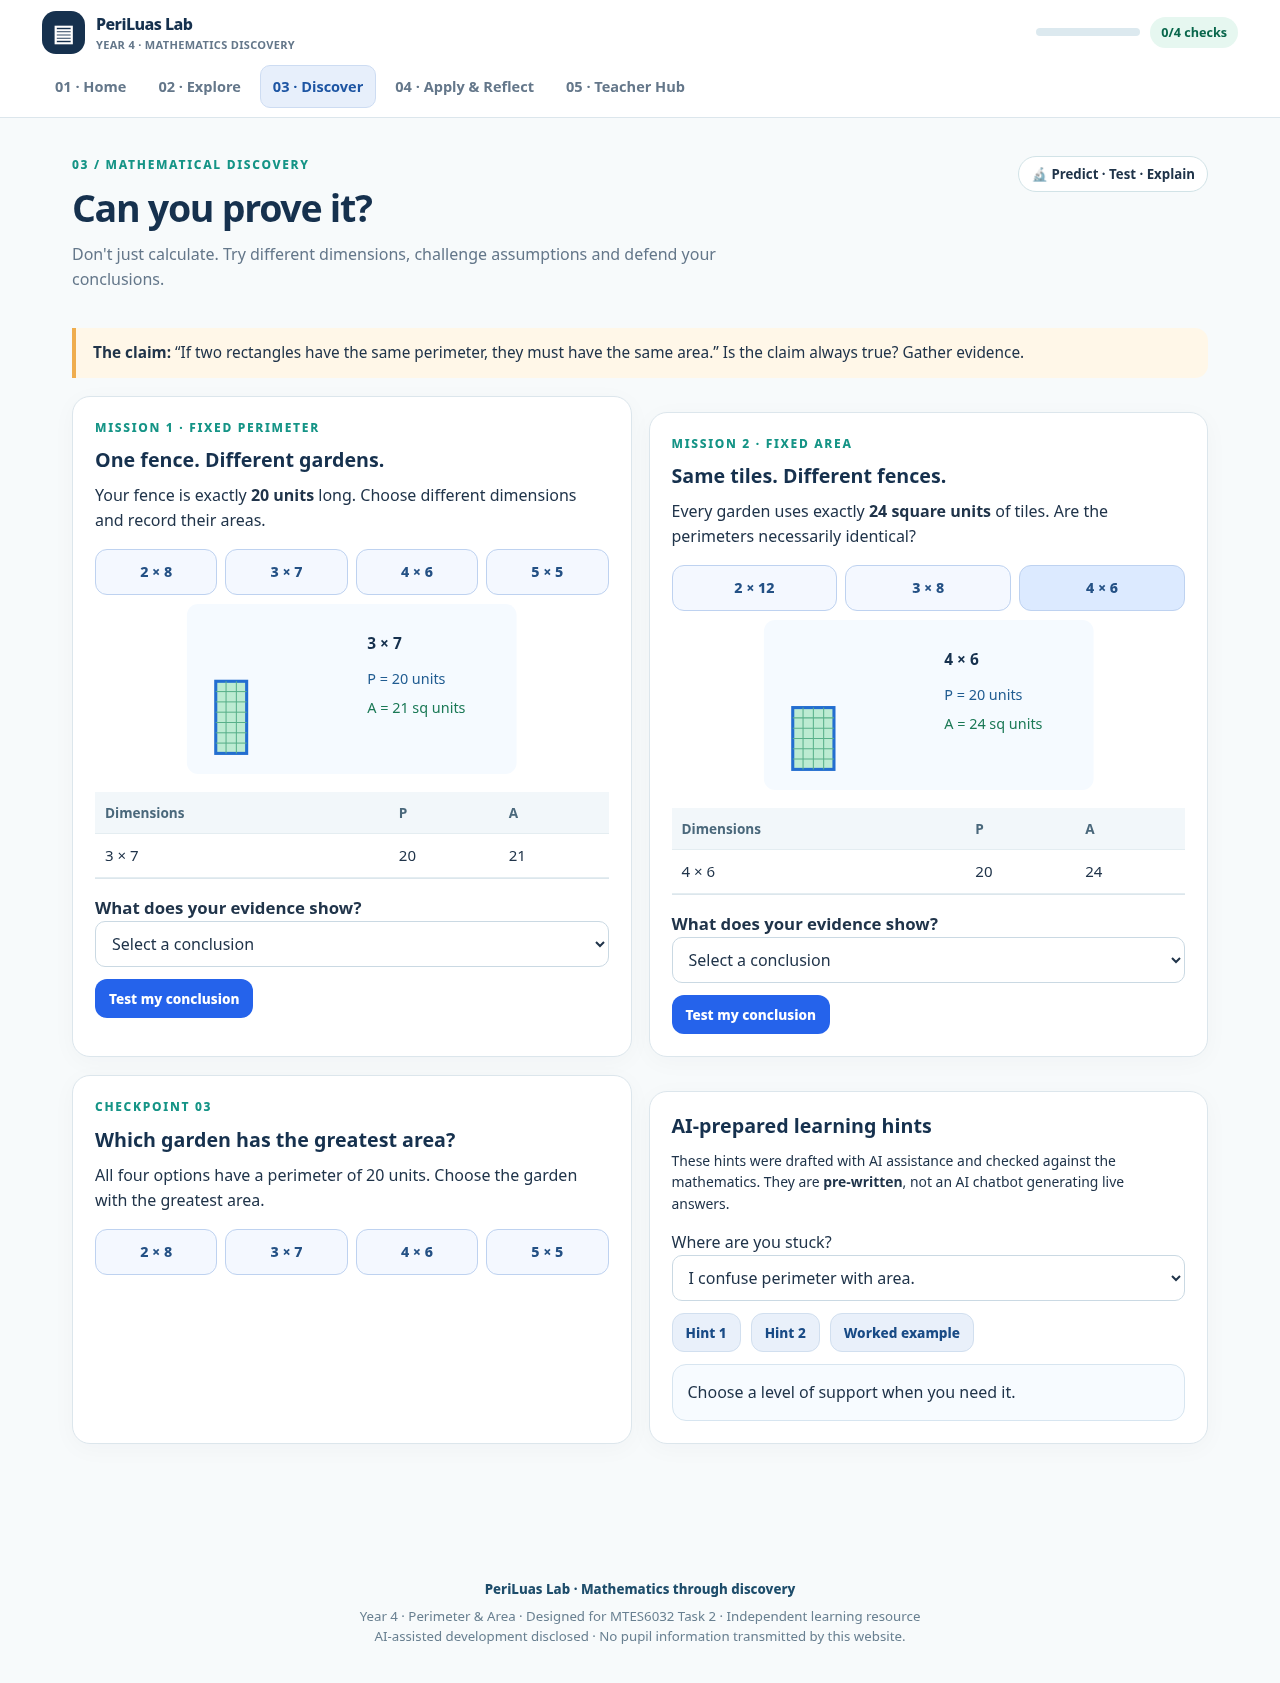 PeriLuas Lab
YEAR 4 · MATHEMATICS DISCOVERY
0/4 checks
01 · Home
02 · Explore
03 · Discover
04 · Apply & Reflect
05 · Teacher Hub
03 / MATHEMATICAL DISCOVERY
🔬 Predict · Test · Explain
Can you prove it?
Don't just calculate. Try different dimensions, challenge assumptions and defend your
conclusions.
The claim: “If two rectangles have the same perimeter, they must have the same area.” Is the claim always true? Gather evidence.
MISSION 1 · FIXED PERIMETER
One fence. Different gardens.
Your fence is exactly 20 units long. Choose different dimensions
and record their areas.
2 × 8
3 × 7
4 × 6
5 × 5
3 × 7
P = 20 units
A = 21 sq units
Dimensions P A
3 × 7 20 21
What does your evidence show?
Select a conclusion
Test my conclusion
MISSION 2 · FIXED AREA
Same tiles. Different fences.
Every garden uses exactly 24 square units of tiles. Are the
perimeters necessarily identical?
2 × 12
3 × 8
4 × 6
4 × 6
P = 20 units
A = 24 sq units
Dimensions P A
4 × 6 20 24
What does your evidence show?
Select a conclusion
Test my conclusion
CHECKPOINT 03
Which garden has the greatest area?
All four options have a perimeter of 20 units. Choose the garden
with the greatest area.
2 × 8
3 × 7
4 × 6
5 × 5
AI-prepared learning hints
These hints were drafted with AI assistance and checked against the
mathematics. They are pre-written, not an AI chatbot generating live
answers.
Where are you stuck?
I confuse perimeter with area.
Hint 1
Hint 2
Worked example
Choose a level of support when you need it.
PeriLuas Lab · Mathematics through discovery
Year 4 · Perimeter & Area · Designed for MTES6032 Task 2 · Independent learning resource
AI-assisted development disclosed · No pupil information transmitted by this website.